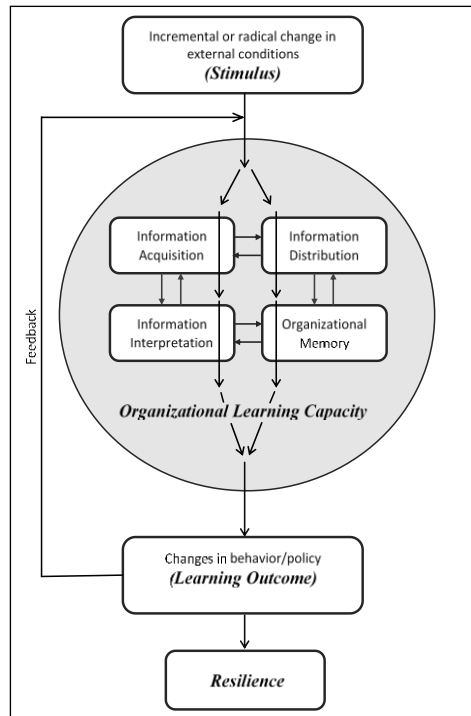 Incremental or radical change in
external conditions
(Stimulus)
Information
Acquisition
Information
Distribution
Information
Interpretation
Organizational
Memory
Feedback
Organizational Learning Capacity
Changes in behavior/policy
(Learning Outcome)
Resilience